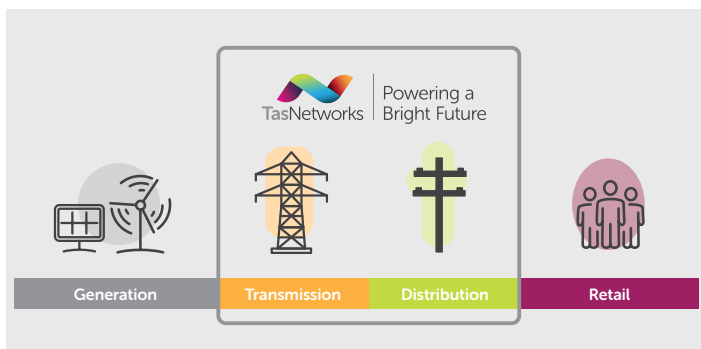 TasNetworks
Powering a
Bright Future
Generation
Transmission
Distribution
Retail